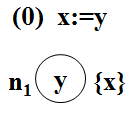 (0) x:=y
n₁ y {x}